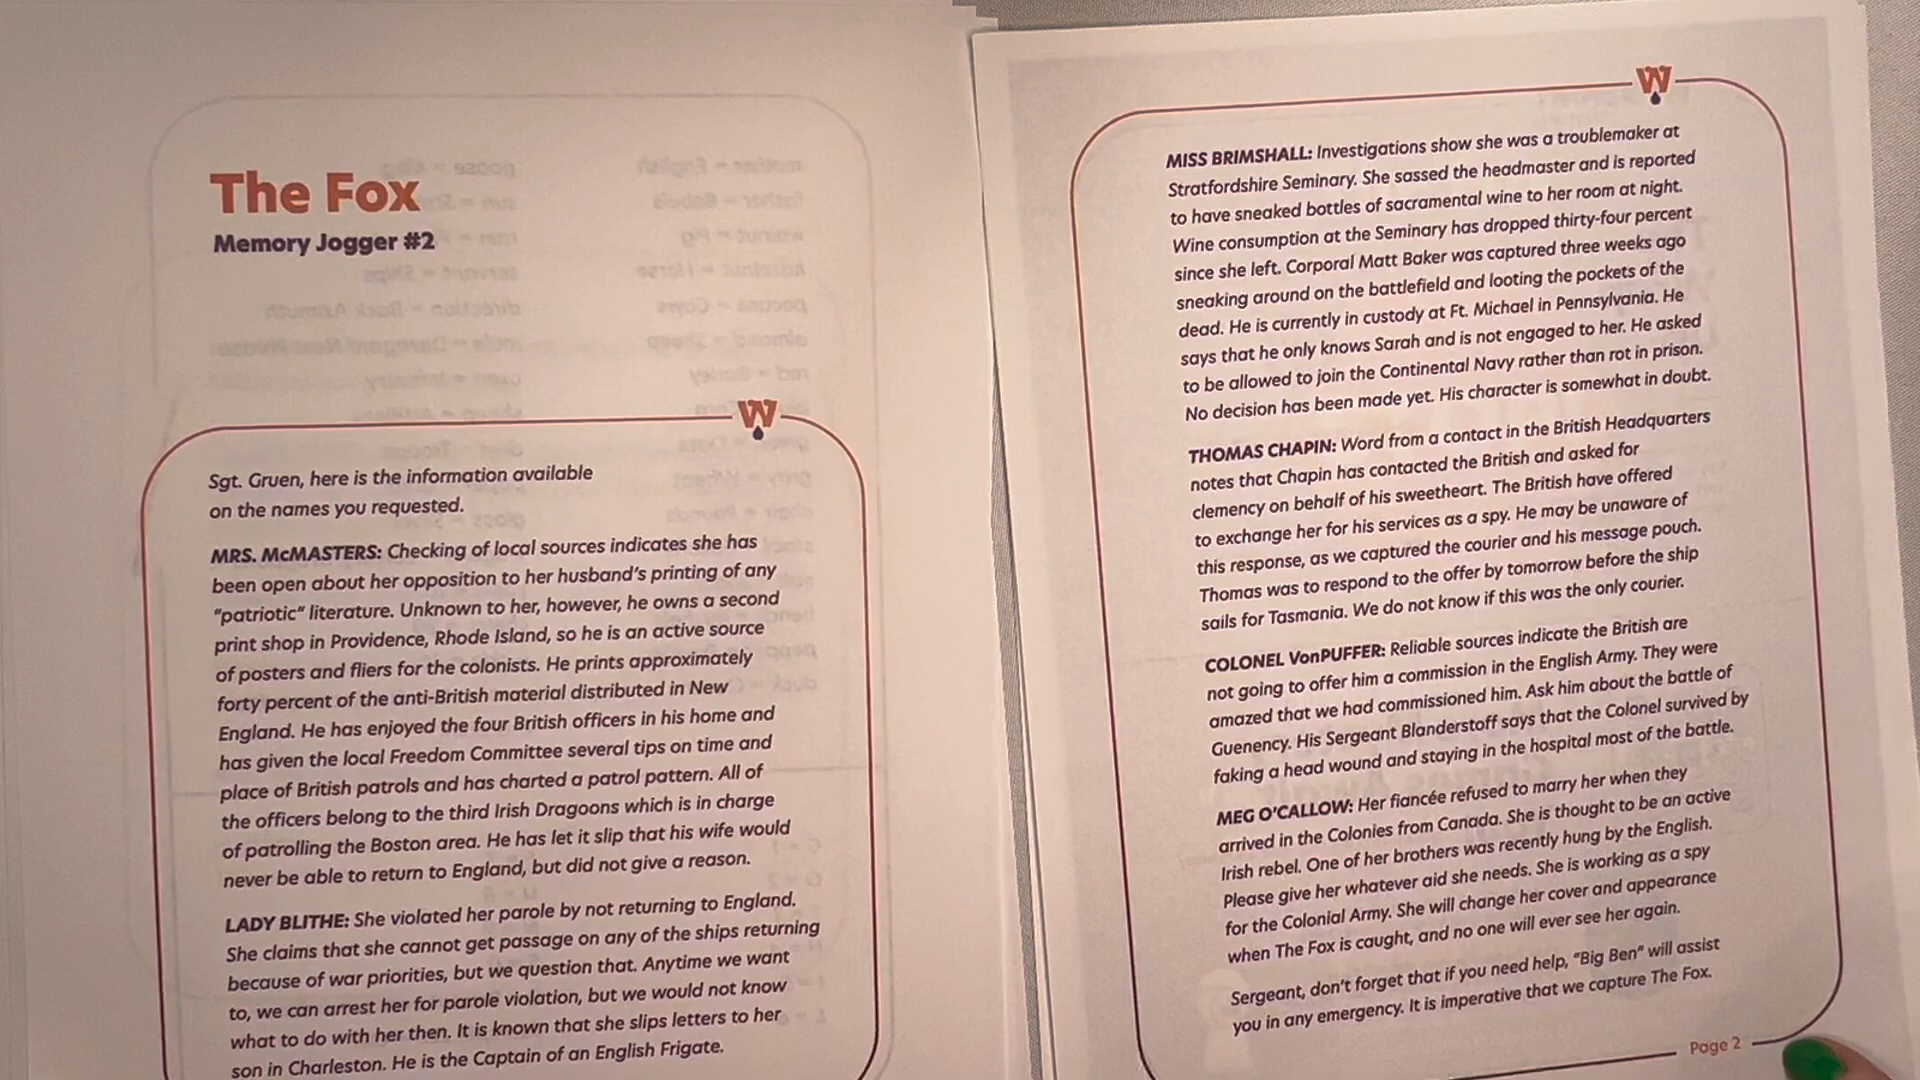 The Fox
Memory Jogger #2
W
Sgt. Gruen, here is the information available
on the names you requested.
MRS. McMASTERS: Checking of local sources indicates she has
been open about her opposition to her husband's printing of any
"patriotic" literature. Unknown to her, however, he owns a second
print shop in Providence, Rhode Island, so he is an active source
of posters and fliers for the colonists. He prints approximately
forty percent of the anti-British material distributed in New
England. He has enjoyed the four British officers in his home and
has given the local Freedom Committee several tips on time and
place of British patrols and has charted a patrol pattern. All of
the officers belong to the third Irish Dragoons which is in charge
of patrolling the Boston area. He has let it slip that his wife would
never be able to return to England, but did not give a reason.
LADY BLITHE: She violated her parole by not returning to England.
She claims that she cannot get passage on any of the ships returning
because of war priorities, but we question that. Anytime we want
to, we can arrest her for parole violation, but we would not know
what to do with her then. It is known that she slips letters to her
son in Charleston. He is the Captain of an English Frigate.
W
MISS BRIMSHALL: Investigations show she was a troublemaker at
Stratfordshire Seminary. She sassed the headmaster and is reported
to have sneaked bottles of sacramental wine to her room at night.
Wine consumption at the Seminary has dropped thirty-four percent
since she left. Corporal Matt Baker was captured three weeks ago
sneaking around on the battlefield and looting the pockets of the
dead. He is currently in custody at Ft. Michael in Pennsylvania. He
says that he only knows Sarah and is not engaged to her. He asked
to be allowed to join the Continental Navy rather than rot in prison.
No decision has been made yet. His character is somewhat in doubt.
THOMAS CHAPIN: Word from a contact in the British Headquarters
notes that Chapin has contacted the British and asked for
clemency on behalf of his sweetheart. The British have offered
to exchange her for his services as a spy. He may be unaware of
this response, as we captured the courier and his message pouch.
Thomas was to respond to the offer by tomorrow before the ship
sails for Tasmania. We do not know if this was the only courier.
COLONEL VonPUFFER: Reliable sources indicate the British are
not going to offer him a commission in the English Army. They were
amazed that we had commissioned him. Ask him about the battle of
Guenency. His Sergeant Blanderstoff says that the Colonel survived by
faking a head wound and staying in the hospital most of the battle.
MEG O'CALLOW: Her fiancée refused to marry her when they
arrived in the Colonies from Canada. She is thought to be an active
Irish rebel. One of her brothers was recently hung by the English.
Please give her whatever aid she needs. She is working as a spy
for the Colonial Army. She will change her cover and appearance
when The Fox is caught, and no one will ever see her again.
Sergeant, don't forget that if you need help, "Big Ben" will assist
you in any emergency. It is imperative that we capture The Fox.
Page 2